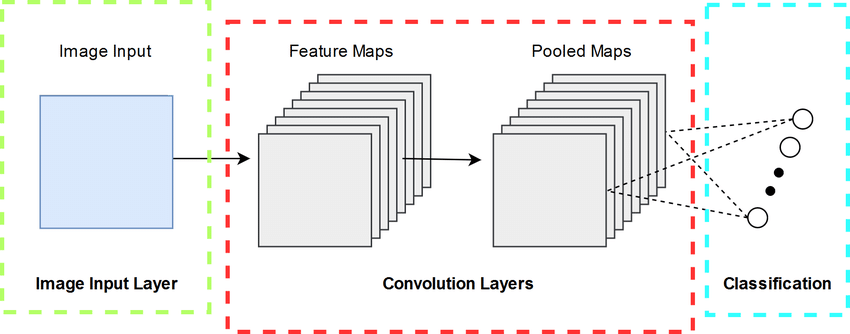 Image Input
Feature Maps
Pooled Maps
Image Input Layer
Convolution Layers
Classification